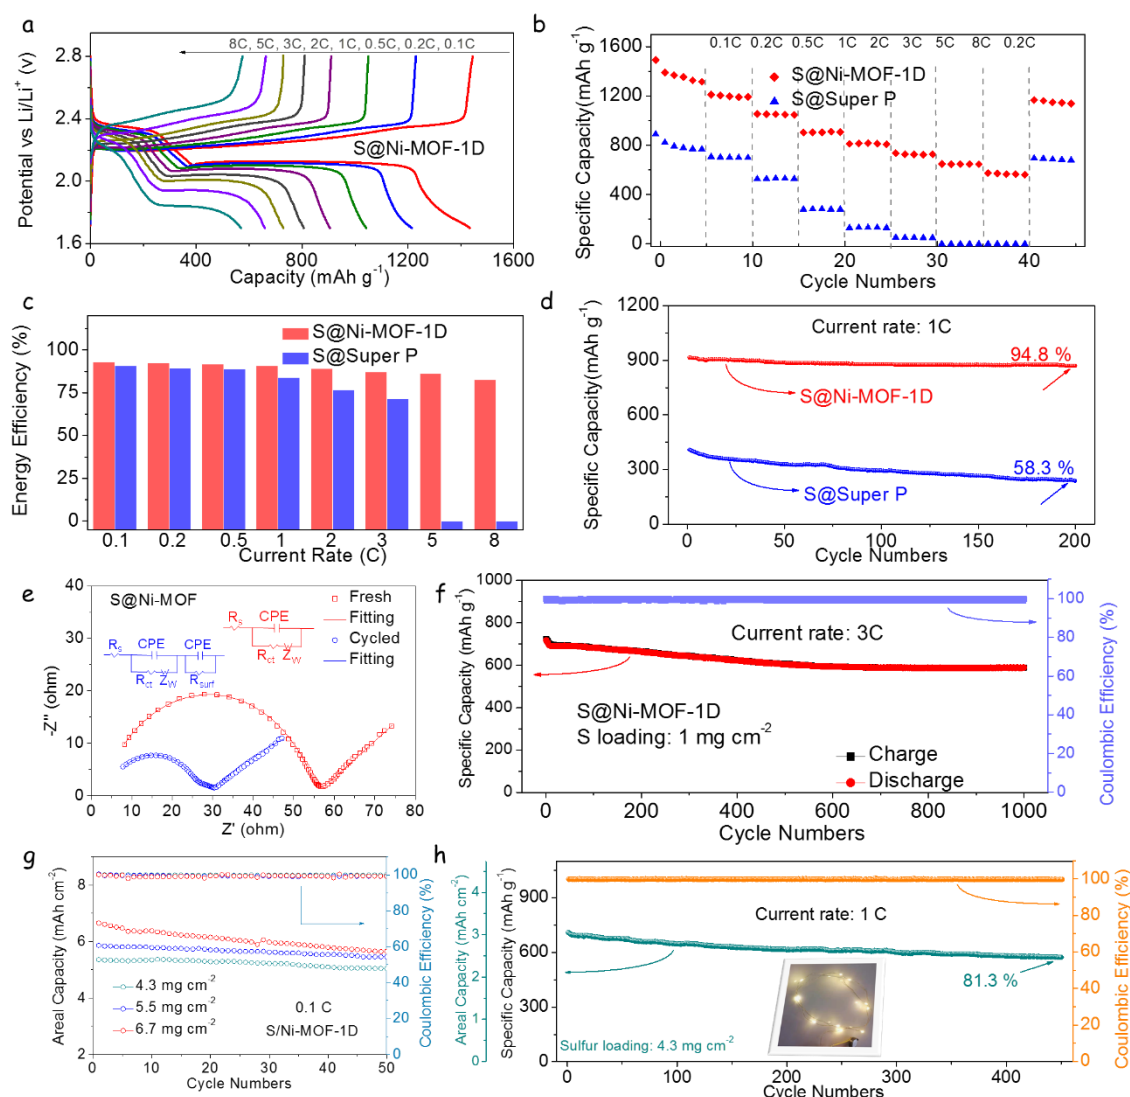 a
8C, 5C, 3C, 2C, 1C, 0.5C, 0.2C, 0.1C
2.8
2.4
2.0
1.6
Potential vs Li/Li+ (v)
S@Ni-MOF-1D
0 400 800 1200 1600
Capacity (mAh g-1)
b
0.1C 0.2C 0.5C 1C 2C 3C 5C 8C 0.2C
1600
1200
800
400
0
Specific Capacity(mAh g-1)
S@Ni-MOF-1D
S@Super P
0 10 20 30 40
Cycle Numbers
c
S@Ni-MOF-1D
S@Super P
100
75
50
25
0
Energy Efficiency (%)
0.1 0.2 0.5 1 2 3 5 8
Current Rate (C)
d
1200
900
600
300
0
Specific Capacity(mAh g-1)
Current rate: 1C
94.8 %
S@Ni-MOF-1D
58.3 %
S@Super P
0 50 100 150 200
Cycle Numbers
e
S@Ni-MOF
40
30
20
10
0
-Z'' (ohm)
Fresh
Fitting
Cycled
Fitting
Rs CPE Rct ZW
Rs CPE CPE
Rct ZW Rsurf
0 10 20 30 40 50 60 70 80
Z' (ohm)
f
1000
800
600
400
200
0
Specific Capacity (mAh g-1)
Current rate: 3C
S@Ni-MOF-1D
S loading: 1 mg cm-2
Charge
Discharge
100
80
60
40
20
0
Coulombic Efficiency (%)
0 200 400 600 800 1000
Cycle Numbers
g
8
6
4
2
Areal Capacity (mAh cm-2)
4.3 mg cm-2
5.5 mg cm-2
6.7 mg cm-2
0.1 C
S/Ni-MOF-1D
100
80
60
40
20
0
Coulombic Efficiency (%)
0 10 20 30 40 50
Cycle Numbers
h
4
3
2
1
0
Areal Capacity (mAh cm-2)
900
600
300
0
Specific Capacity (mAh g-1)
Current rate: 1 C
81.3 %
Sulfur loading: 4.3 mg cm-2
100
80
60
40
20
0
Coulombic Efficiency (%)
0 100 200 300 400
Cycle Numbers